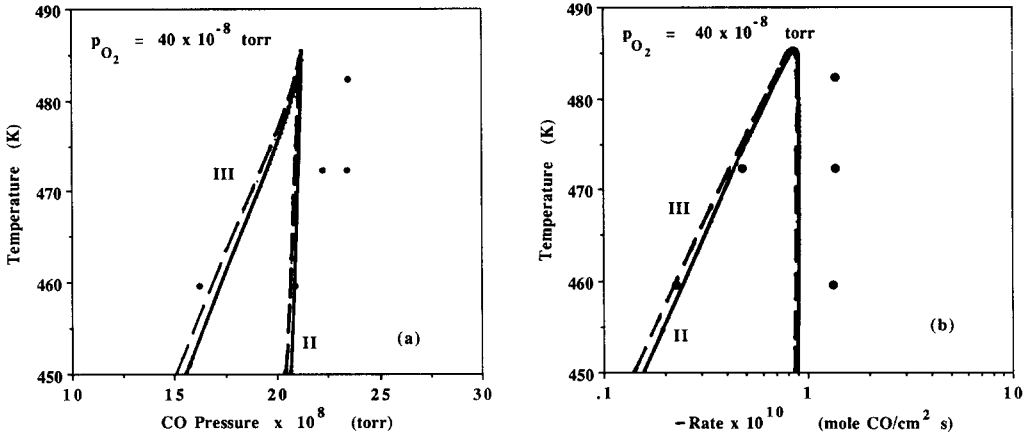 490
480
470
460
450
Temperature (K)
p O2 = 40 x 10^-8 torr
III
II
(a)
10
15
20
25
30
CO Pressure x 10^8 (torr)
490
480
470
460
450
Temperature (K)
p O2 = 40 x 10^-8 torr
III
II
(b)
.1
1
10
-Rate x 10^10 (mole CO/cm^2 s)